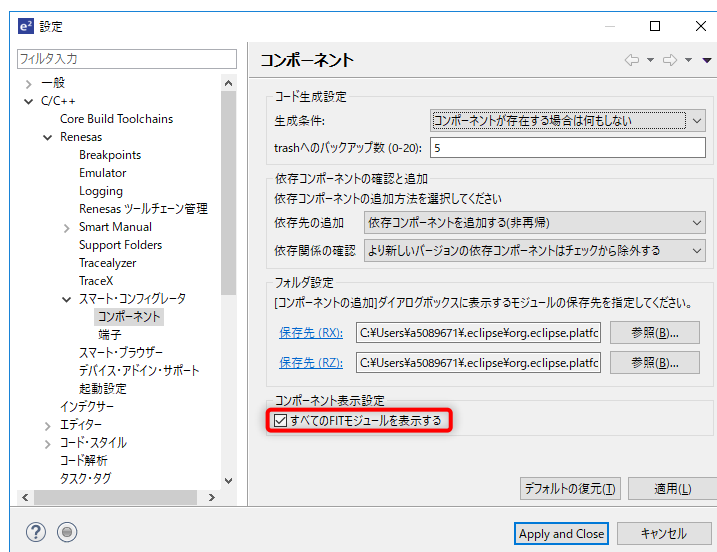 e² 設定
フィルタ入力
一般
C/C++
Core Build Toolchains
Renesas
Breakpoints
Emulator
Logging
Renesas ツールチェーン管理
Smart Manual
Support Folders
Tracealyzer
TraceX
スマート・コンフィグレータ
コンポーネント
端子
スマート・ブラウザー
デバイス・アドイン・サポート
起動設定
インデクサー
エディター
コード・スタイル
コード解析
タスク・タグ
コンポーネント
コード生成設定
生成条件: コンポーネントが存在する場合は何もしない
trashへのバックアップ数 (0-20): 5
依存コンポーネントの確認と追加
依存コンポーネントの追加方法を選択してください
依存先の追加 依存コンポーネントを追加する(非再帰)
依存関係の確認 より新しいバージョンの依存コンポーネントはチェックから除外する
フォルダ設定
[コンポーネントの追加]ダイアログボックスに表示するモジュールの保存先を指定してください。
保存先 (RX): C:¥Users¥a5089671¥.eclipse¥org.eclipse.platfc 参照(B)...
保存先 (RZ): C:¥Users¥a5089671¥.eclipse¥org.eclipse.platfc 参照(B)...
コンポーネント表示設定
すべてのFITモジュールを表示する
デフォルトの復元(T) 適用(L)
? Apply and Close キャンセル